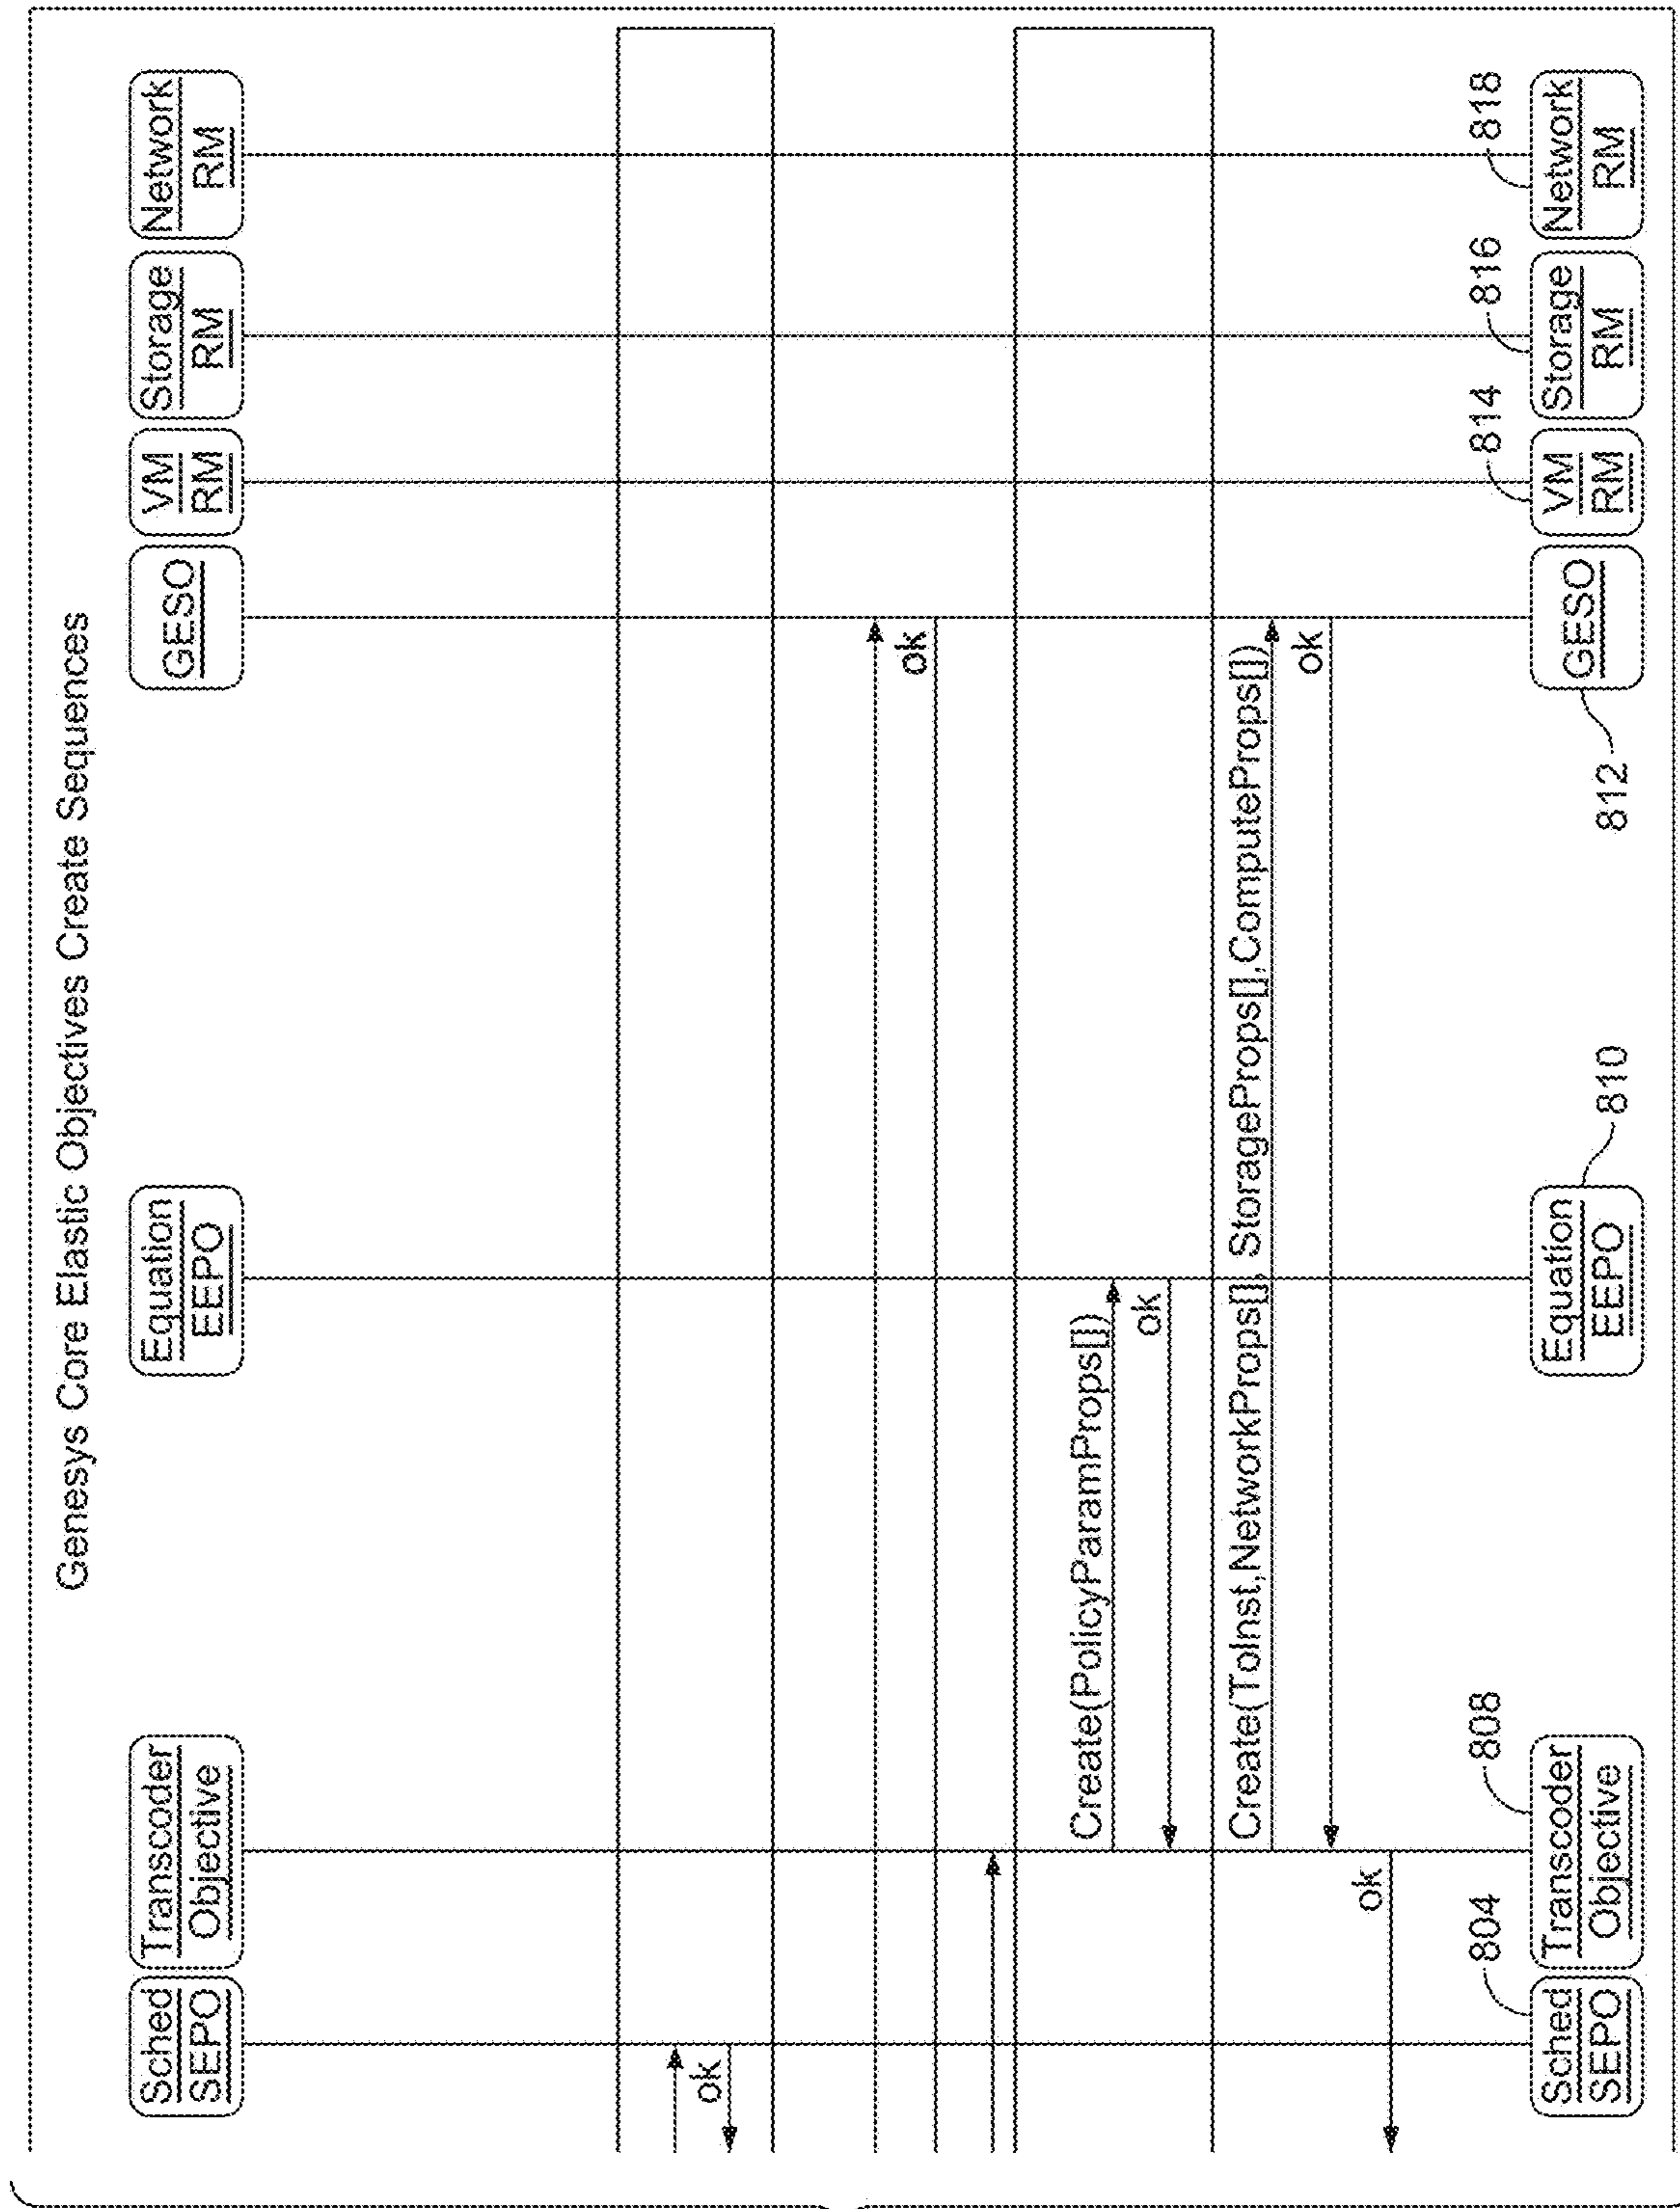 Genesys Core Elastic Objectives Create Sequences
Sched
SEPO
Transcoder
Objective
Equation
EEPO
GESO
VM
RM
Storage
RM
Network
RM
ok
ok
Create(PolicyParamProps[])
ok
Create(ToInst,NetworkProps[], StorageProps[],ComputeProps[])
ok
ok
804
808
814
816
818
Sched
SEPO
Transcoder
Objective
Equation
EEPO
GESO
VM
RM
Storage
RM
Network
RM
810
812